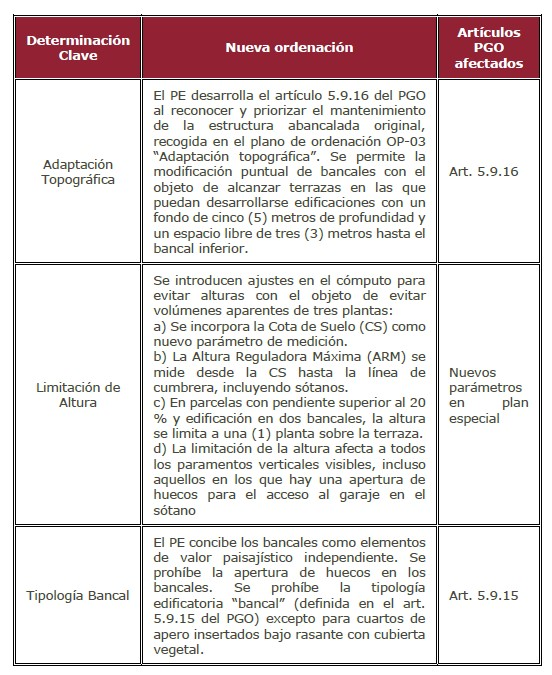 Determinación
Clave
Nueva ordenación
Artículos
PGO
afectados
Adaptación
Topográfica
El PE desarrolla el artículo 5.9.16 del PGO
al reconocer y priorizar el mantenimiento
de la estructura abancalada original,
recogida en el plano de ordenación OP-03
“Adaptación topográfica”. Se permite la
modificación puntual de bancales con el
objeto de alcanzar terrazas en las que
puedan desarrollarse edificaciones con un
fondo de cinco (5) metros de profundidad y
un espacio libre de tres (3) metros hasta el
bancal inferior.
Art. 5.9.16
Limitación de
Altura
Se introducen ajustes en el cómputo para
evitar alturas con el objeto de evitar
volúmenes aparentes de tres plantas:
a) Se incorpora la Cota de Suelo (CS) como
nuevo parámetro de medición.
b) La Altura Reguladora Máxima (ARM) se
mide desde la CS hasta la línea de
cumbrera, incluyendo sótanos.
c) En parcelas con pendiente superior al 20
% y edificación en dos bancales, la altura
se limita a una (1) planta sobre la terraza.
d) La limitación de la altura afecta a todos
los paramentos verticales visibles, incluso
aquellos en los que hay una apertura de
huecos para el acceso al garaje en el
sótano
Nuevos
parámetros
en plan
especial
Tipología Bancal
El PE concibe los bancales como elementos
de valor paisajístico independiente. Se
prohíbe la apertura de huecos en los
bancales. Se prohíbe la tipología
edificatoria “bancal” (definida en el art.
5.9.15 del PGO) excepto para cuartos de
apero insertados bajo rasante con cubierta
vegetal.
Art. 5.9.15